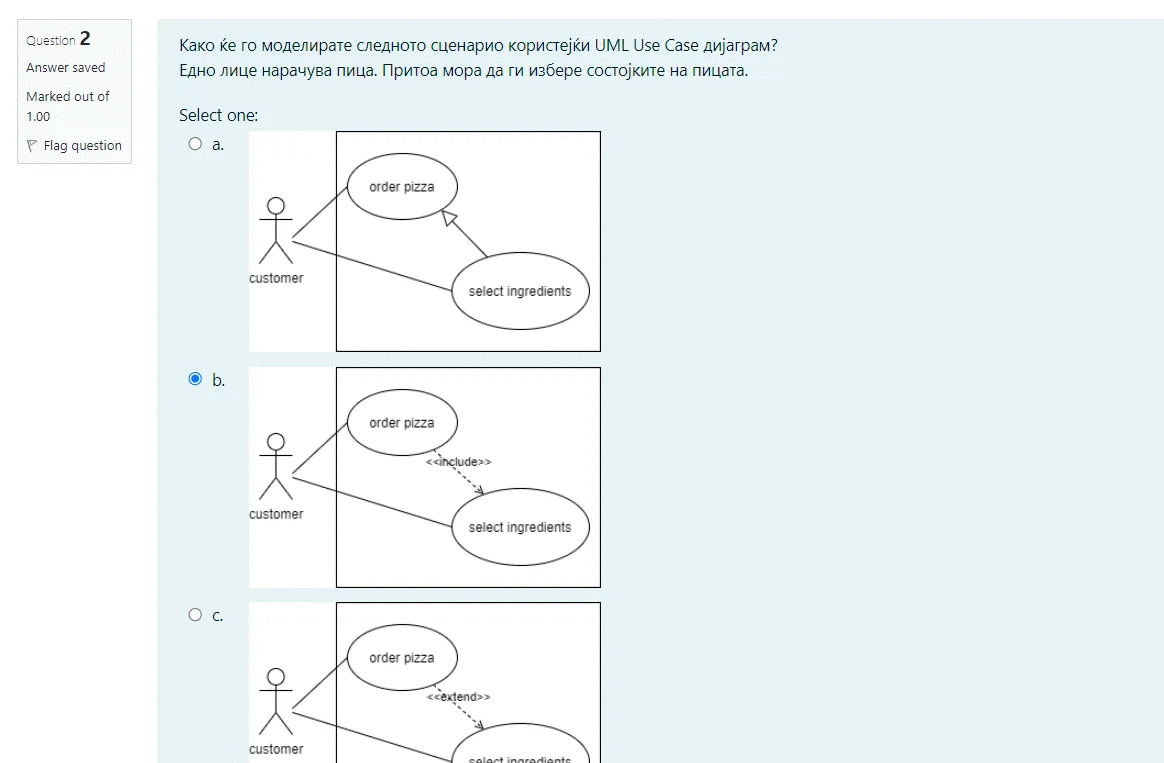 Question 2
Answer saved
Marked out of
1.00
Flag question
Како ќе го моделирате следното сценарио користејќи UML Use Case дијаграм?
Едно лице нарачува пица. Притоа мора да ги избере состојките на пицата.
Select one:
a.
order pizza
customer
select ingredients
b.
order pizza
<<include>>
customer
select ingredients
c.
order pizza
<<extend>>
customer
select ingredients